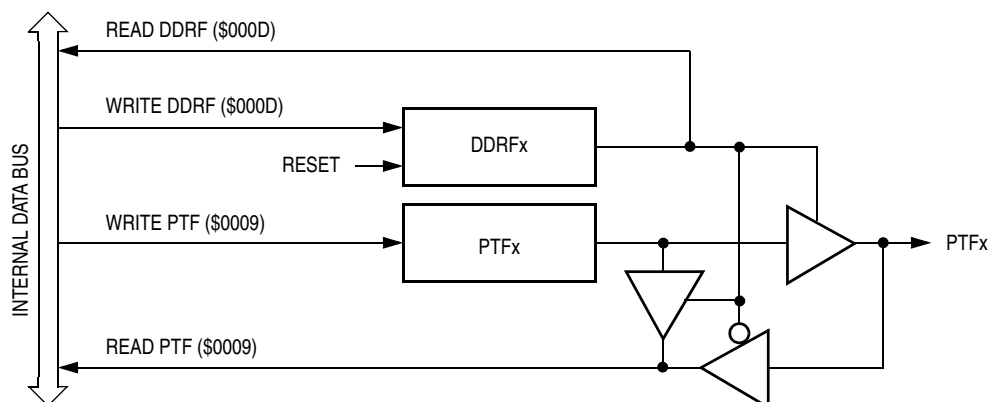 READ DDRF ($000D)
WRITE DDRF ($000D)
DDRFx
RESET
WRITE PTF ($0009)
PTFx
PTFx
READ PTF ($0009)
INTERNAL DATA BUS